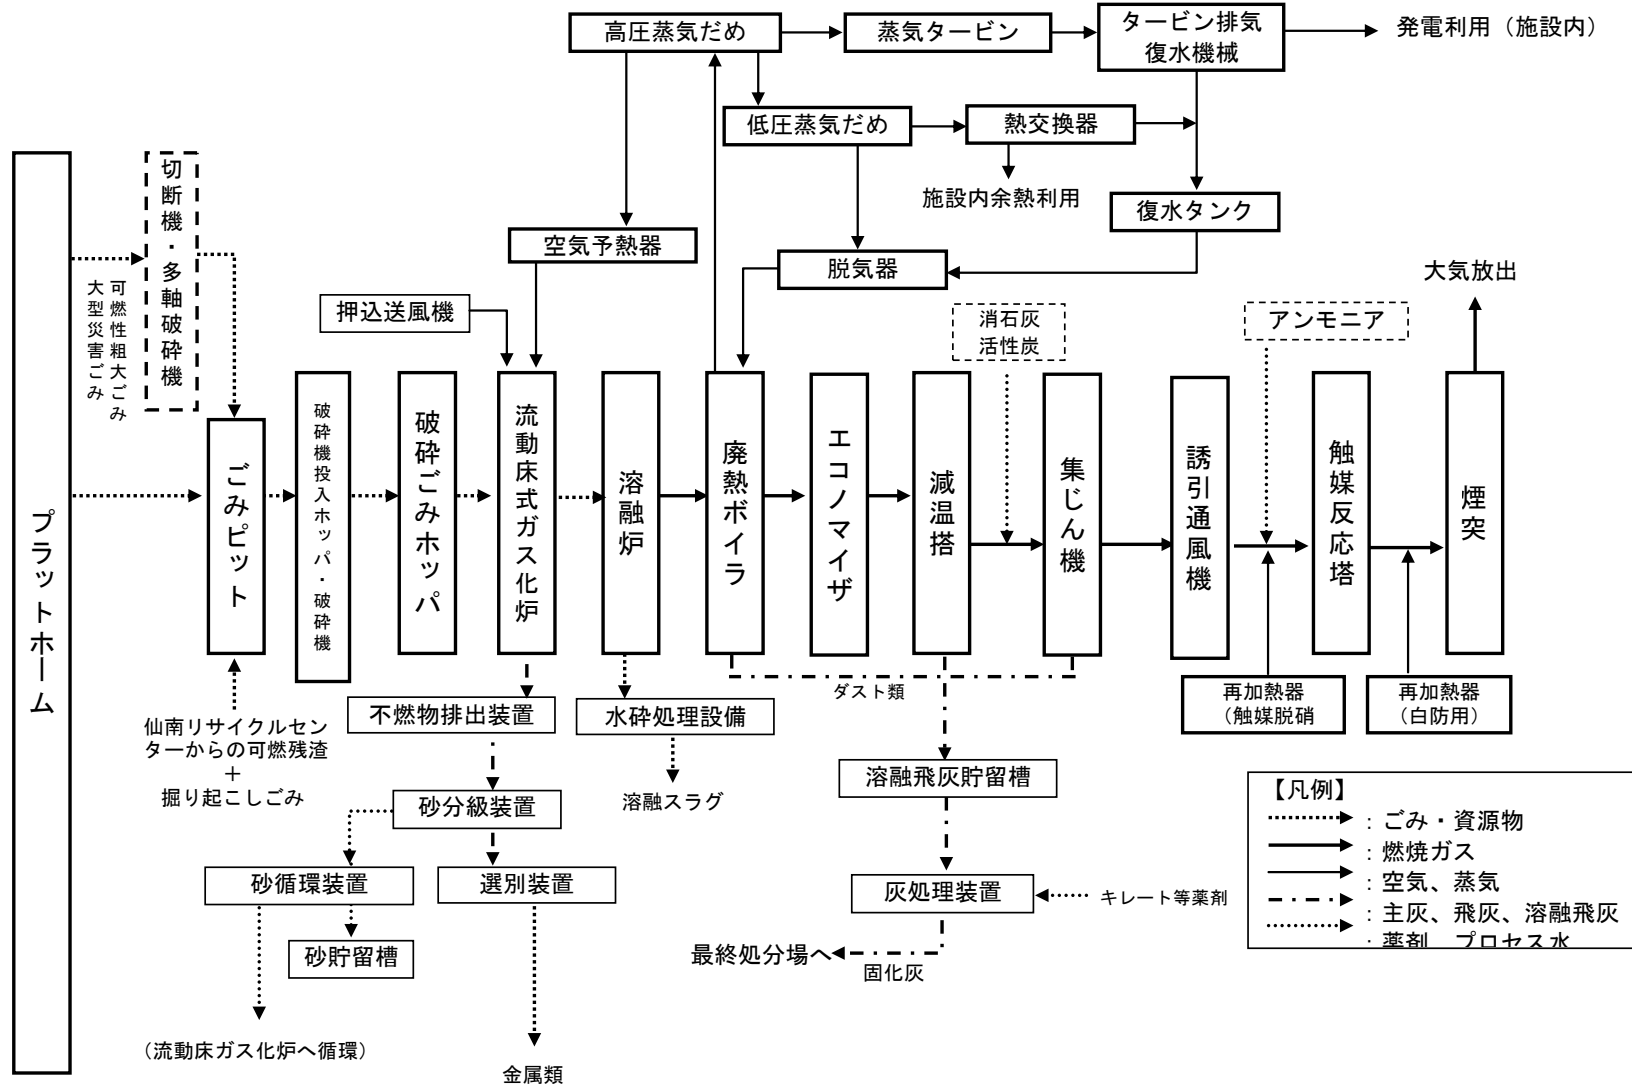 高圧蒸気だめ
蒸気タービン
タービン排気
復水機械
発電利用（施設内）
低圧蒸気だめ
熱交換器
施設内余熱利用
復水タンク
空気予熱器
脱気器
押込送風機
切断機・多軸破砕機
可燃性粗大ごみ
大型災害ごみ
消石灰
活性炭
アンモニア
大気放出
プラットホーム
ごみピット
破砕機投入ホッパ・破砕機
破砕ごみホッパ
流動床式ガス化炉
溶融炉
廃熱ボイラ
エコノマイザ
減温搭
集じん機
誘引通風機
触媒反応塔
煙突
ダスト類
再加熱器
（触媒脱硝
再加熱器
（白防用）
仙南リサイクルセン
ターからの可燃残渣
＋
掘り起こしごみ
不燃物排出装置
水砕処理設備
溶融スラグ
溶融飛灰貯留槽
砂分級装置
砂循環装置
選別装置
灰処理装置
キレート等薬剤
砂貯留槽
最終処分場へ
固化灰
（流動床ガス化炉へ循環）
金属類
【凡例】
：ごみ・資源物
：燃焼ガス
：空気、蒸気
：主灰、飛灰、溶融飛灰
：薬剤、プロセス水